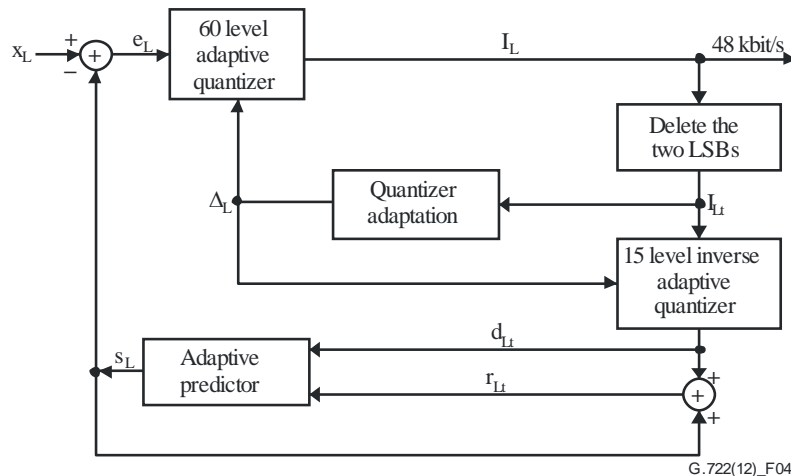 60 level
adaptive
quantizer
x_L
+
–
+
e_L
I_L
48 kbit/s
Delete the
two LSBs
Quantizer
adaptation
Δ_L
I_Lt
15 level inverse
adaptive
quantizer
d_Lt
s_L
Adaptive
predictor
r_Lt
+
+
+
G.722(12)_F04